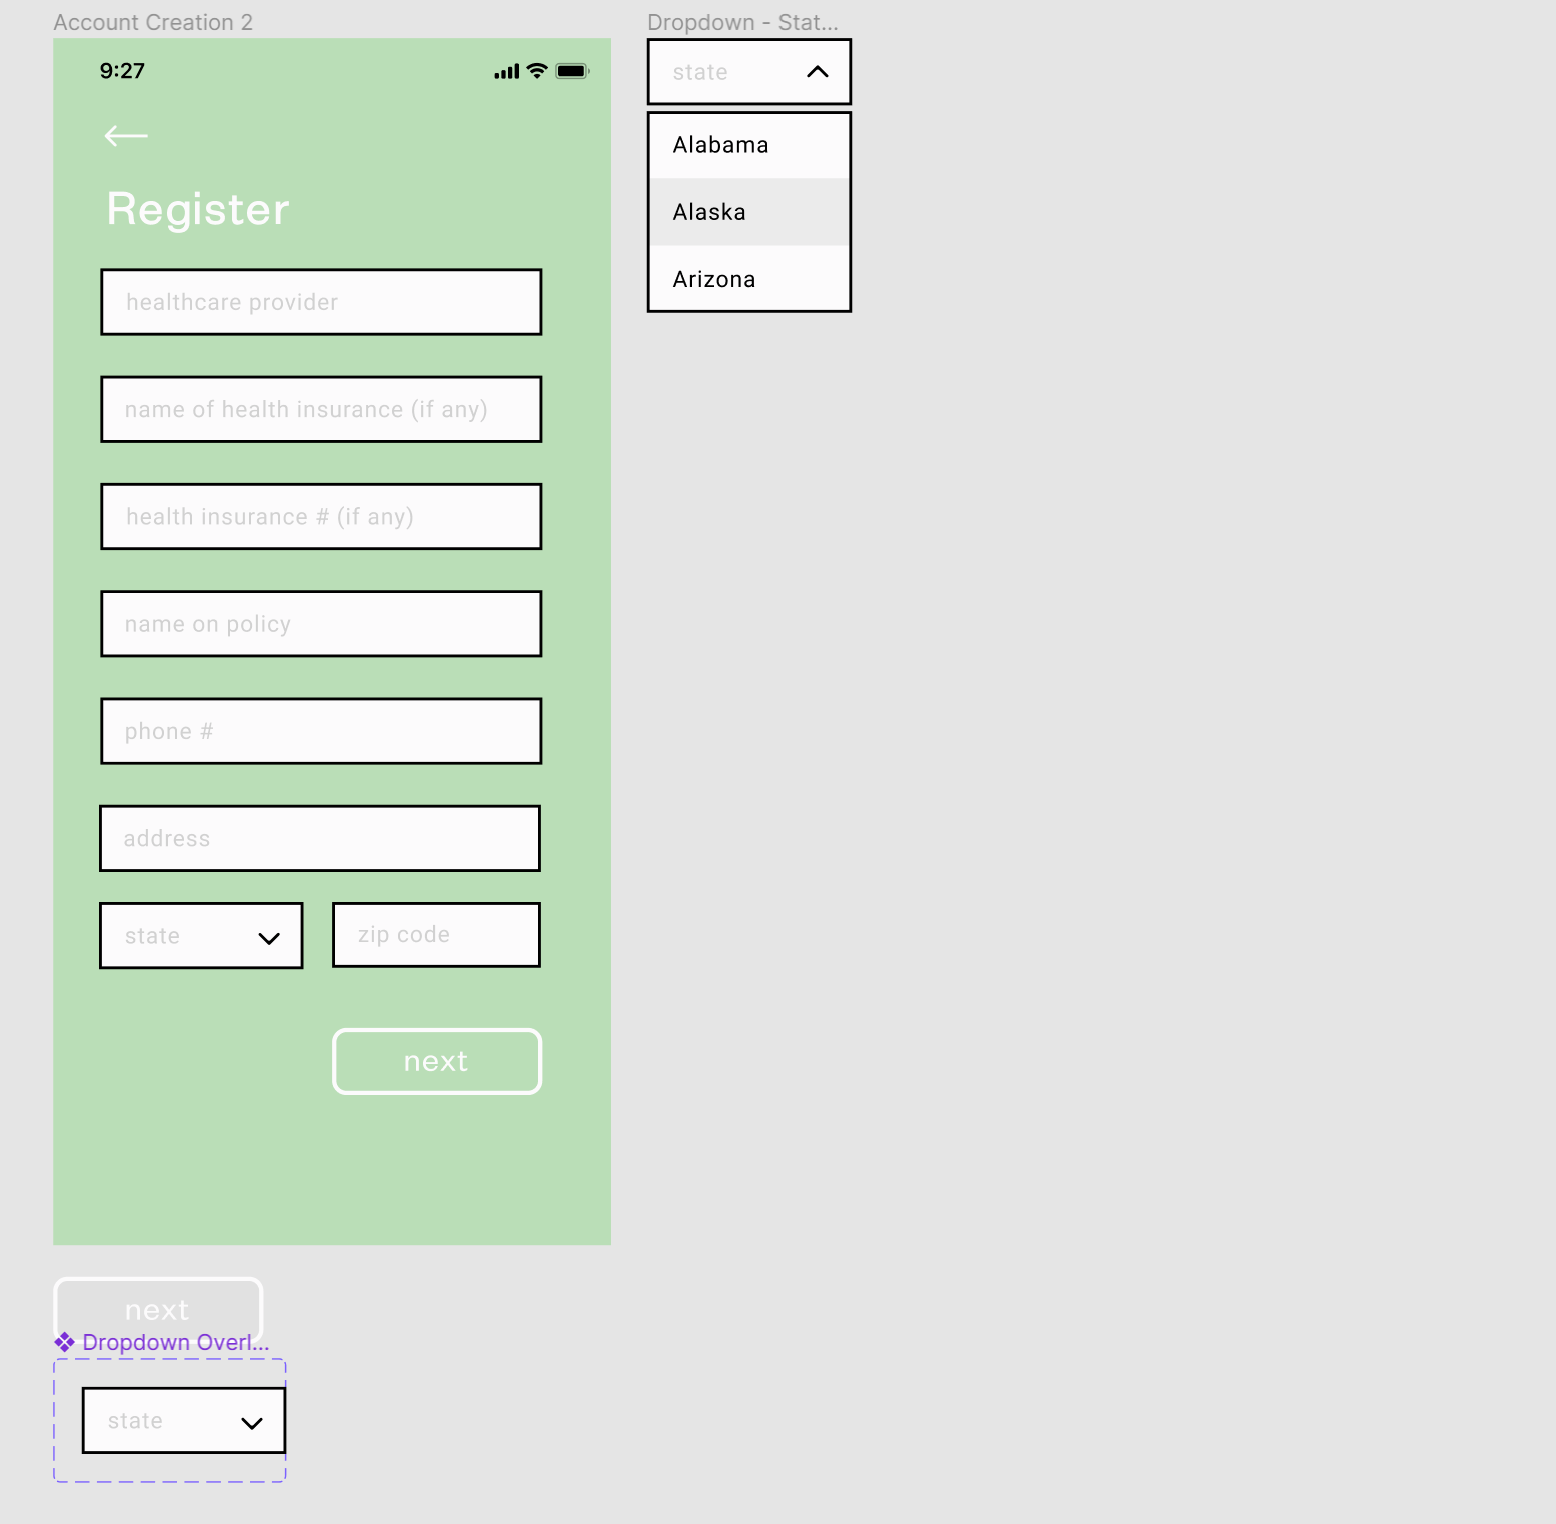 Account Creation 2
9:27
Register
healthcare provider
name of health insurance (if any)
health insurance # (if any)
name on policy
phone #
address
state
zip code
next
Dropdown - Stat...
state
Alabama
Alaska
Arizona
next
Dropdown Overl...
state